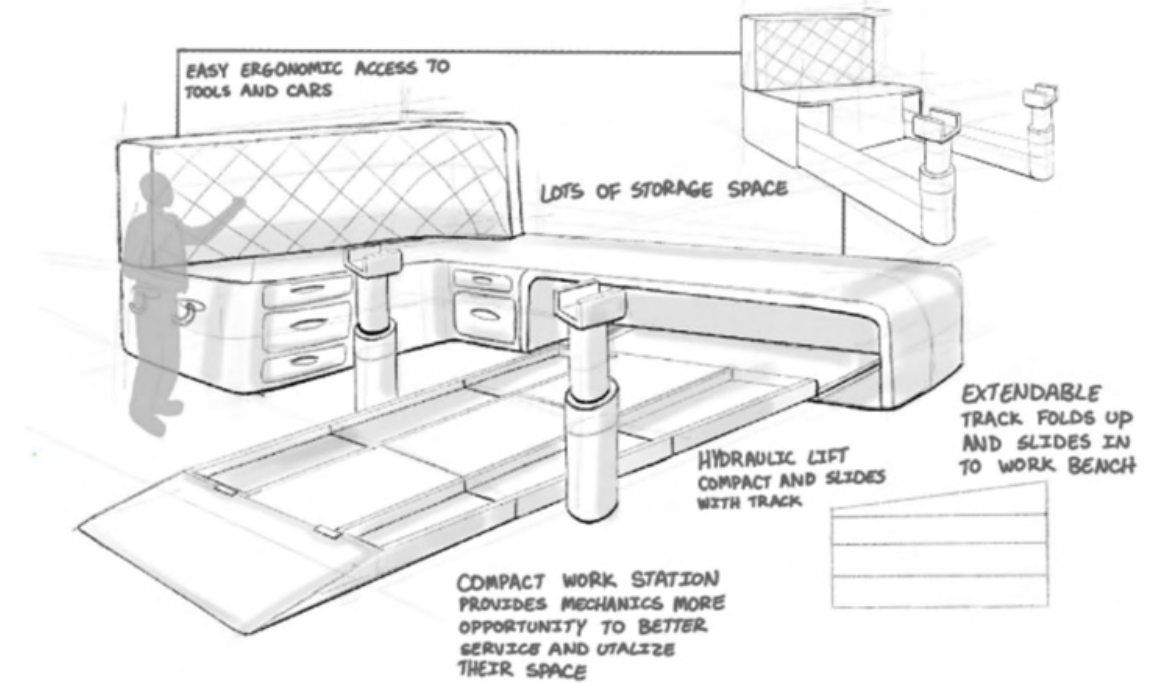 EASY ERGONOMIC ACCESS TO
TOOLS AND CARS
LOTS OF STORAGE SPACE
EXTENDABLE
TRACK FOLDS UP
AND SLIDES IN
TO WORK BENCH
HYDRAULIC LIFT
COMPACT AND SLIDES
WITH TRACK
COMPACT WORK STATION
PROVIDES MECHANICS MORE
OPPORTUNITY TO BETTER
SERVICE AND UTALIZE
THEIR SPACE